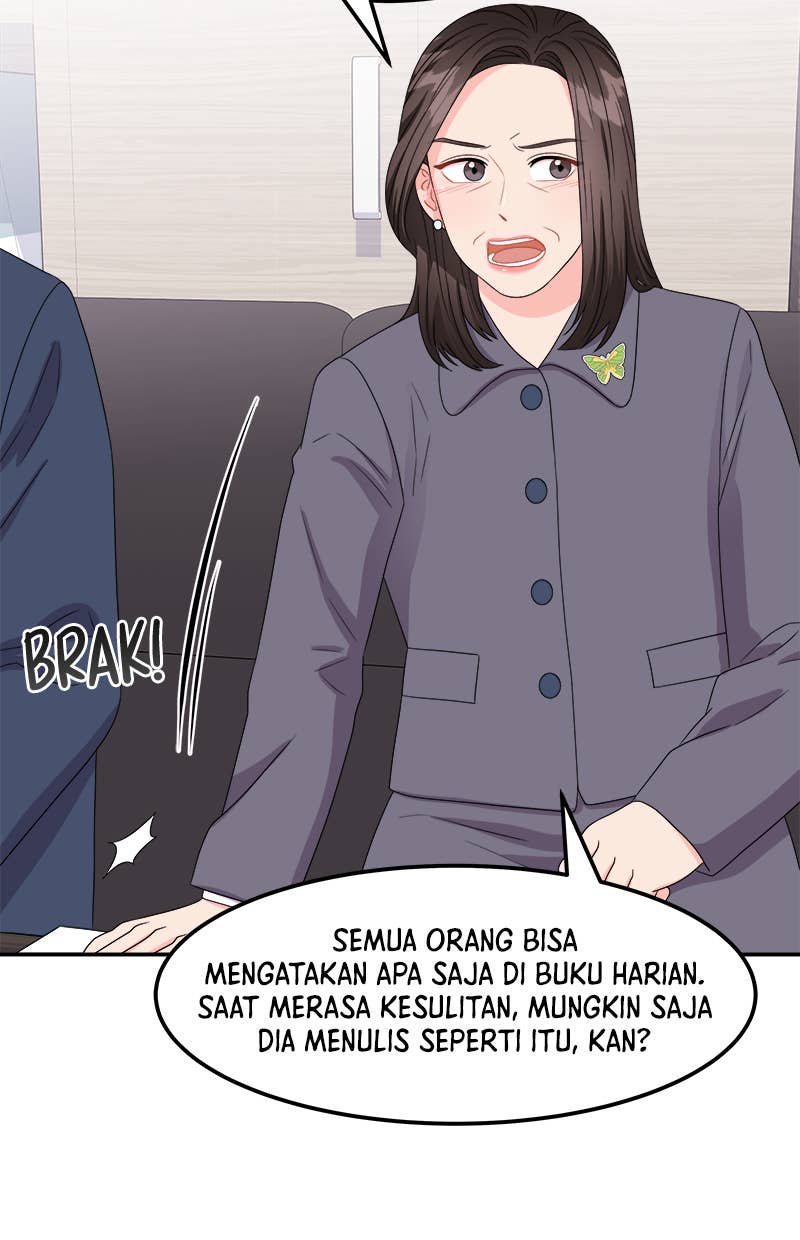 BRAK!
SEMUA ORANG BISA
MENGATAKAN APA SAJA DI BUKU HARIAN.
SAAT MERASA KESULITAN, MUNGKIN SAJA
DIA MENULIS SEPERTI ITU, KAN?